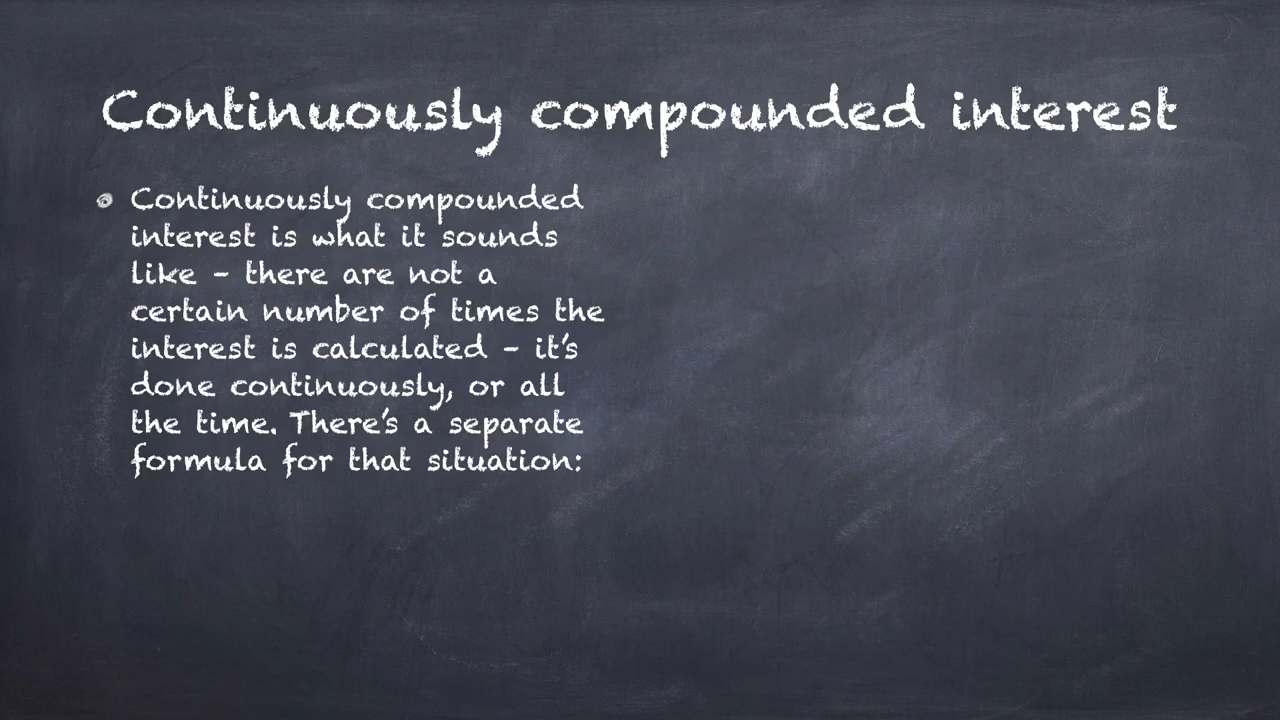 Continuously compounded interest
Continuously compounded
interest is what it sounds
like – there are not a
certain number of times the
interest is calculated – it’s
done continuously, or all
the time. There’s a separate
formula for that situation: